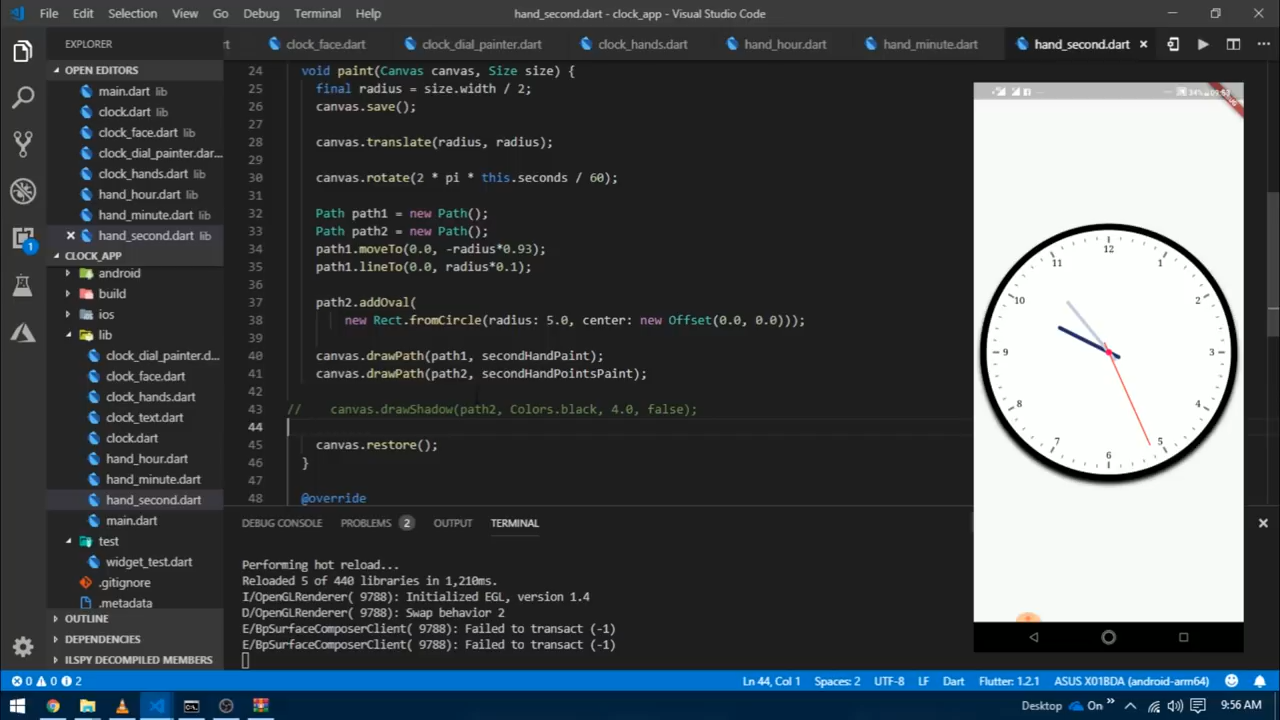 File Edit Selection View Go Debug Terminal Help
hand_second.dart - clock_app - Visual Studio Code
EXPLORER
clock_face.dart
clock_dial_painter.dart
clock_hands.dart
hand_hour.dart
hand_minute.dart
hand_second.dart
OPEN EDITORS
main.dart lib
clock.dart lib
clock_face.dart lib
clock_dial_painter.dar... lib
clock_hands.dart lib
hand_hour.dart lib
hand_minute.dart lib
hand_second.dart lib
CLOCK_APP
android
build
ios
lib
clock_dial_painter.d...
clock_face.dart
clock_hands.dart
clock_text.dart
clock.dart
hand_hour.dart
hand_minute.dart
hand_second.dart
main.dart
test
widget_test.dart
.gitignore
.metadata
OUTLINE
DEPENDENCIES
ILSPY DECOMPILED MEMBERS
24 void paint(Canvas canvas, Size size) {
25 final radius = size.width / 2;
26 canvas.save();
27
28 canvas.translate(radius, radius);
29
30 canvas.rotate(2 * pi * this.seconds / 60);
31
32 Path path1 = new Path();
33 Path path2 = new Path();
34 path1.moveTo(0.0, -radius*0.93);
35 path1.lineTo(0.0, radius*0.1);
36
37 path2.addOval(
38 new Rect.fromCircle(radius: 5.0, center: new Offset(0.0, 0.0)));
39
40 canvas.drawPath(path1, secondHandPaint);
41 canvas.drawPath(path2, secondHandPointsPaint);
42
43 // canvas.drawShadow(path2, Colors.black, 4.0, false);
44
45 canvas.restore();
46 }
47
48 @override
DEBUG CONSOLE PROBLEMS 2 OUTPUT TERMINAL
Performing hot reload...
Reloaded 5 of 440 libraries in 1,210ms.
I/OpenGLRenderer( 9788): Initialized EGL, version 1.4
D/OpenGLRenderer( 9788): Swap behavior 2
E/BpSurfaceComposerClient( 9788): Failed to transact (-1)
E/BpSurfaceComposerClient( 9788): Failed to transact (-1)
34%
12
11 1
10 2
9 3
8 4
7 5
6
1
0 0 2
Ln 44, Col 1 Spaces: 2 UTF-8 LF Dart Flutter: 1.2.1 ASUS X01BDA (android-arm64)
Desktop On 9:56 AM